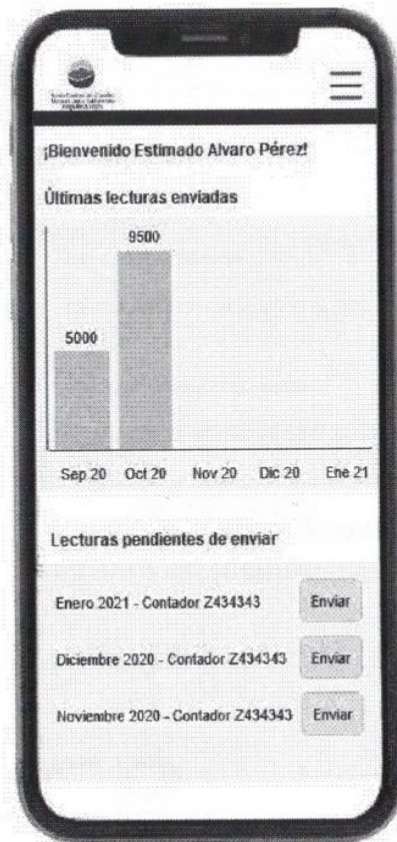 ¡Bienvenido Estimado Alvaro Pérez!
Últimas lecturas enviadas
9500
5000
Sep 20 Oct 20 Nov 20 Dic 20 Ene 21
Lecturas pendientes de enviar
Enero 2021 - Contador Z434343 Enviar
Diciembre 2020 - Contador Z434343 Enviar
Noviembre 2020 - Contador Z434343 Enviar